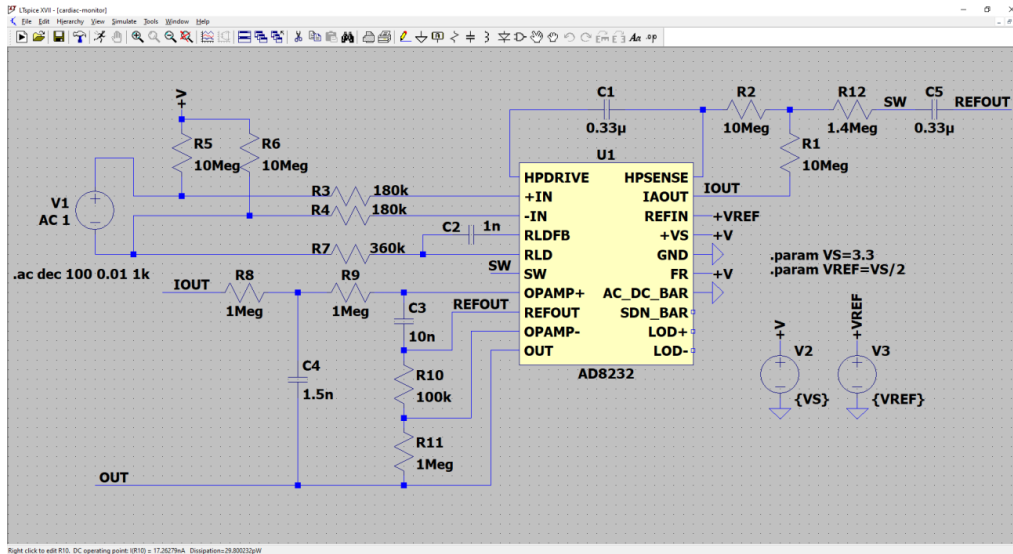 LTspice XVII - [cardiac-monitor]
File Edit Hierarchy View Simulate Tools Window Help
+V
C1
0.33µ
R2
10Meg
R12
1.4Meg
SW
C5
0.33µ
REFOUT
R5
10Meg
R6
10Meg
R1
10Meg
U1
V1
AC 1
R3
180k
R4
180k
C2
1n
R7
360k
HPDRIVE
HPSENSE
+IN
IAOUT
IOUT
-IN
REFIN
+VREF
RLDFB
+VS
+V
RLD
GND
SW
SW
FR
+V
OPAMP+
AC_DC_BAR
REFOUT
REFOUT
SDN_BAR
OPAMP-
LOD+
OUT
LOD-
AD8232
.ac dec 100 0.01 1k
.param VS=3.3
.param VREF=VS/2
IOUT
R8
1Meg
R9
1Meg
C3
10n
C4
1.5n
R10
100k
R11
1Meg
OUT
+V
V2
{VS}
+VREF
V3
{VREF}
Right click to edit R10. DC operating point: I(R10) = 17.26279nA Dissipation=29.800232pW